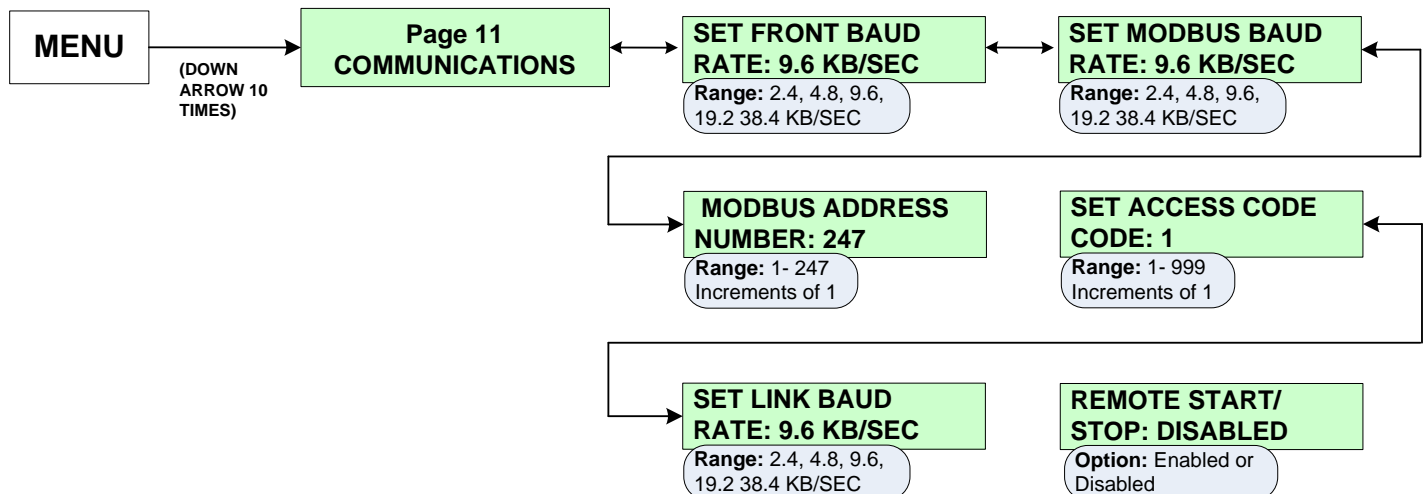 MENU
(DOWN
ARROW 10
TIMES)
Page 11
COMMUNICATIONS
SET FRONT BAUD
RATE: 9.6 KB/SEC
Range: 2.4, 4.8, 9.6,
19.2 38.4 KB/SEC
SET MODBUS BAUD
RATE: 9.6 KB/SEC
Range: 2.4, 4.8, 9.6,
19.2 38.4 KB/SEC
MODBUS ADDRESS
NUMBER: 247
Range: 1- 247
Increments of 1
SET ACCESS CODE
CODE: 1
Range: 1- 999
Increments of 1
SET LINK BAUD
RATE: 9.6 KB/SEC
Range: 2.4, 4.8, 9.6,
19.2 38.4 KB/SEC
REMOTE START/
STOP: DISABLED
Option: Enabled or
Disabled